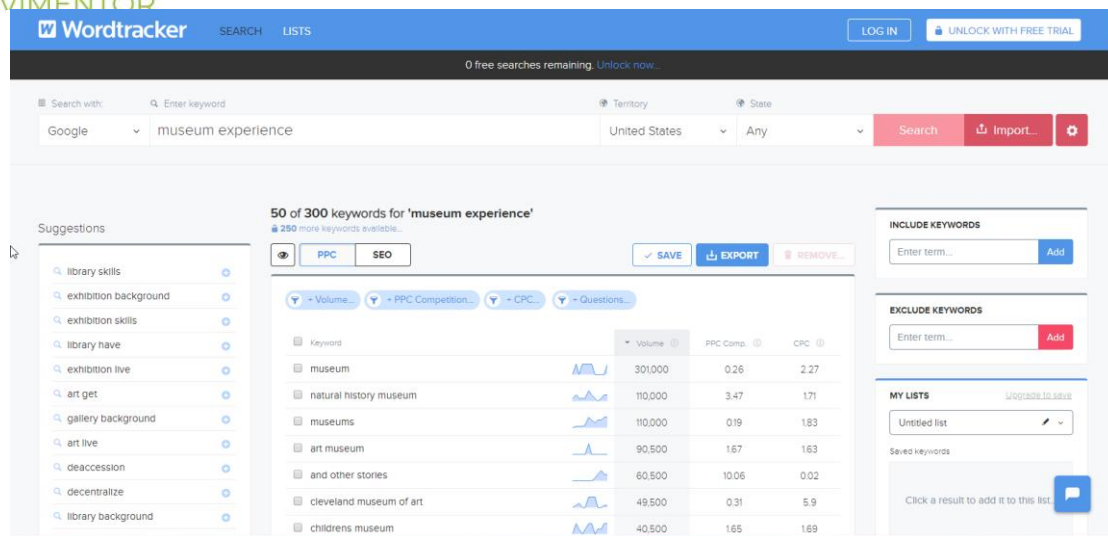 VIMENTOR
Wordtracker SEARCH LISTS LOG IN UNLOCK WITH FREE TRIAL
0 free searches remaining. Unlock now...
Search with: Enter keyword Territory State
Google museum experience United States Any Search Import...
50 of 300 keywords for 'museum experience'
250 more keywords available...
Suggestions
PPC SEO SAVE EXPORT REMOVE...
library skills
exhibition background
exhibition skills
library have
exhibition live
art get
gallery background
art live
deaccession
decentralize
library background
+ Volume... + PPC Competition... + CPC... + Questions...
Keyword Volume PPC Comp. CPC
museum 301,000 0.26 2.27
natural history museum 110,000 3.47 1.71
museums 110,000 0.19 1.83
art museum 90,500 1.67 1.63
and other stories 60,500 10.06 0.02
cleveland museum of art 49,500 0.31 5.9
childrens museum 40,500 1.65 1.69
INCLUDE KEYWORDS
Enter term... Add
EXCLUDE KEYWORDS
Enter term... Add
MY LISTS Upgrade to save
Untitled list
Saved keywords
Click a result to add it to this list.